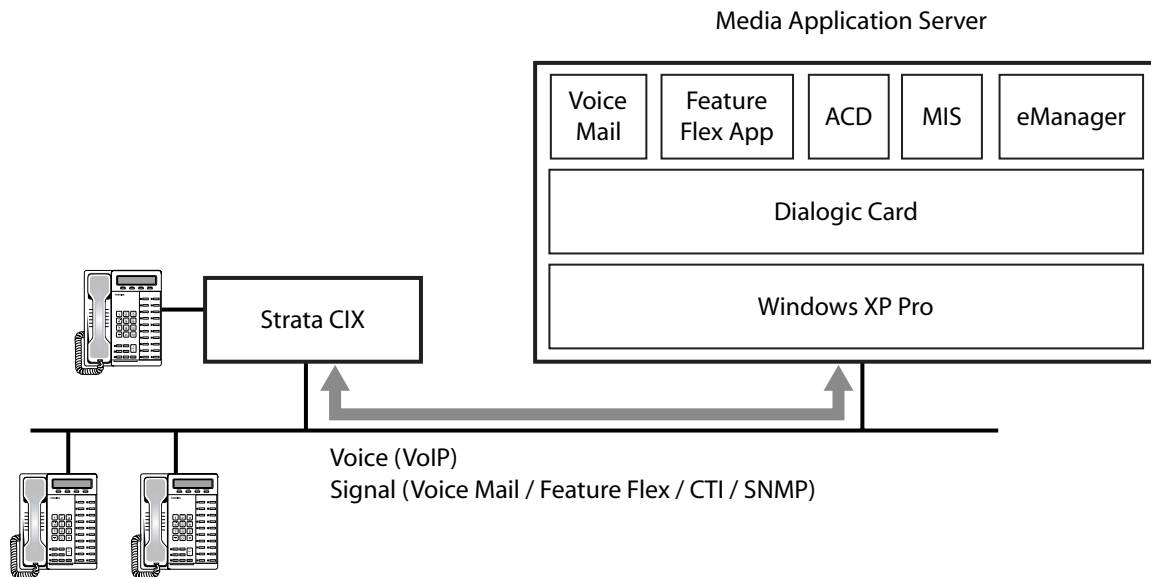 Media Application Server
Voice
Mail
Feature
Flex App
ACD
MIS
eManager
Dialogic Card
Windows XP Pro
Strata CIX
Voice (VoIP)
Signal (Voice Mail / Feature Flex / CTI / SNMP)